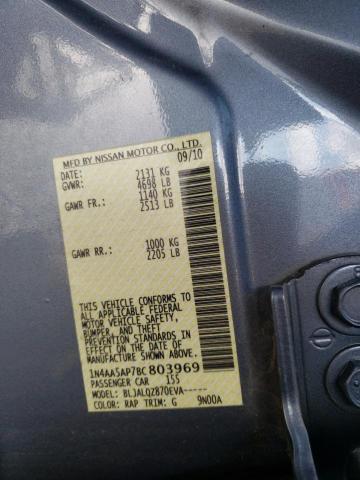 MFD BY NISSAN MOTOR CO., LTD.
DATE: 09/10
GVWR: 2131 KG
4698 LB
GAWR FR.: 1140 KG
2513 LB
GAWR RR.: 1000 KG
2205 LB
THIS VEHICLE CONFORMS TO
ALL APPLICABLE FEDERAL
MOTOR VEHICLE SAFETY,
BUMPER, AND THEFT
PREVENTION STANDARDS IN
EFFECT ON THE DATE OF
MANUFACTURE SHOWN ABOVE
1N4AA5AP7BC803969
PASSENGER CAR 155
MODEL: BLJALQZ870EVA-----
COLOR: RAP TRIM: G 9N00A